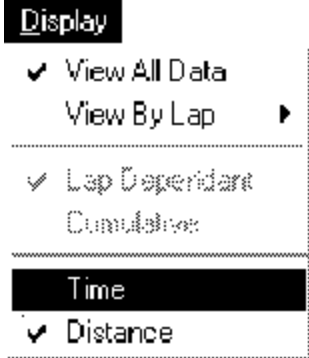 Display
View All Data
View By Lap
Lap Dependant
Cumulative
Time
Distance